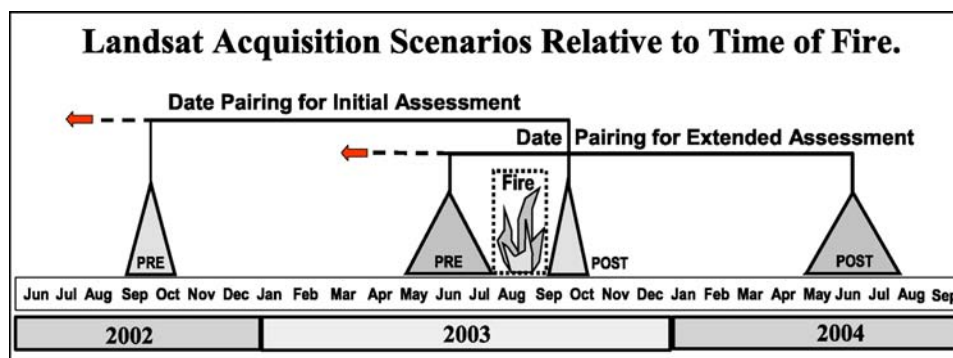 Landsat Acquisition Scenarios Relative to Time of Fire.
Date Pairing for Initial Assessment
Date Pairing for Extended Assessment
Fire
PRE
PRE
POST
POST
Jun Jul Aug Sep Oct Nov Dec Jan Feb Mar Apr May Jun Jul Aug Sep Oct Nov Dec Jan Feb Mar Apr May Jun Jul Aug Sep
2002 2003 2004